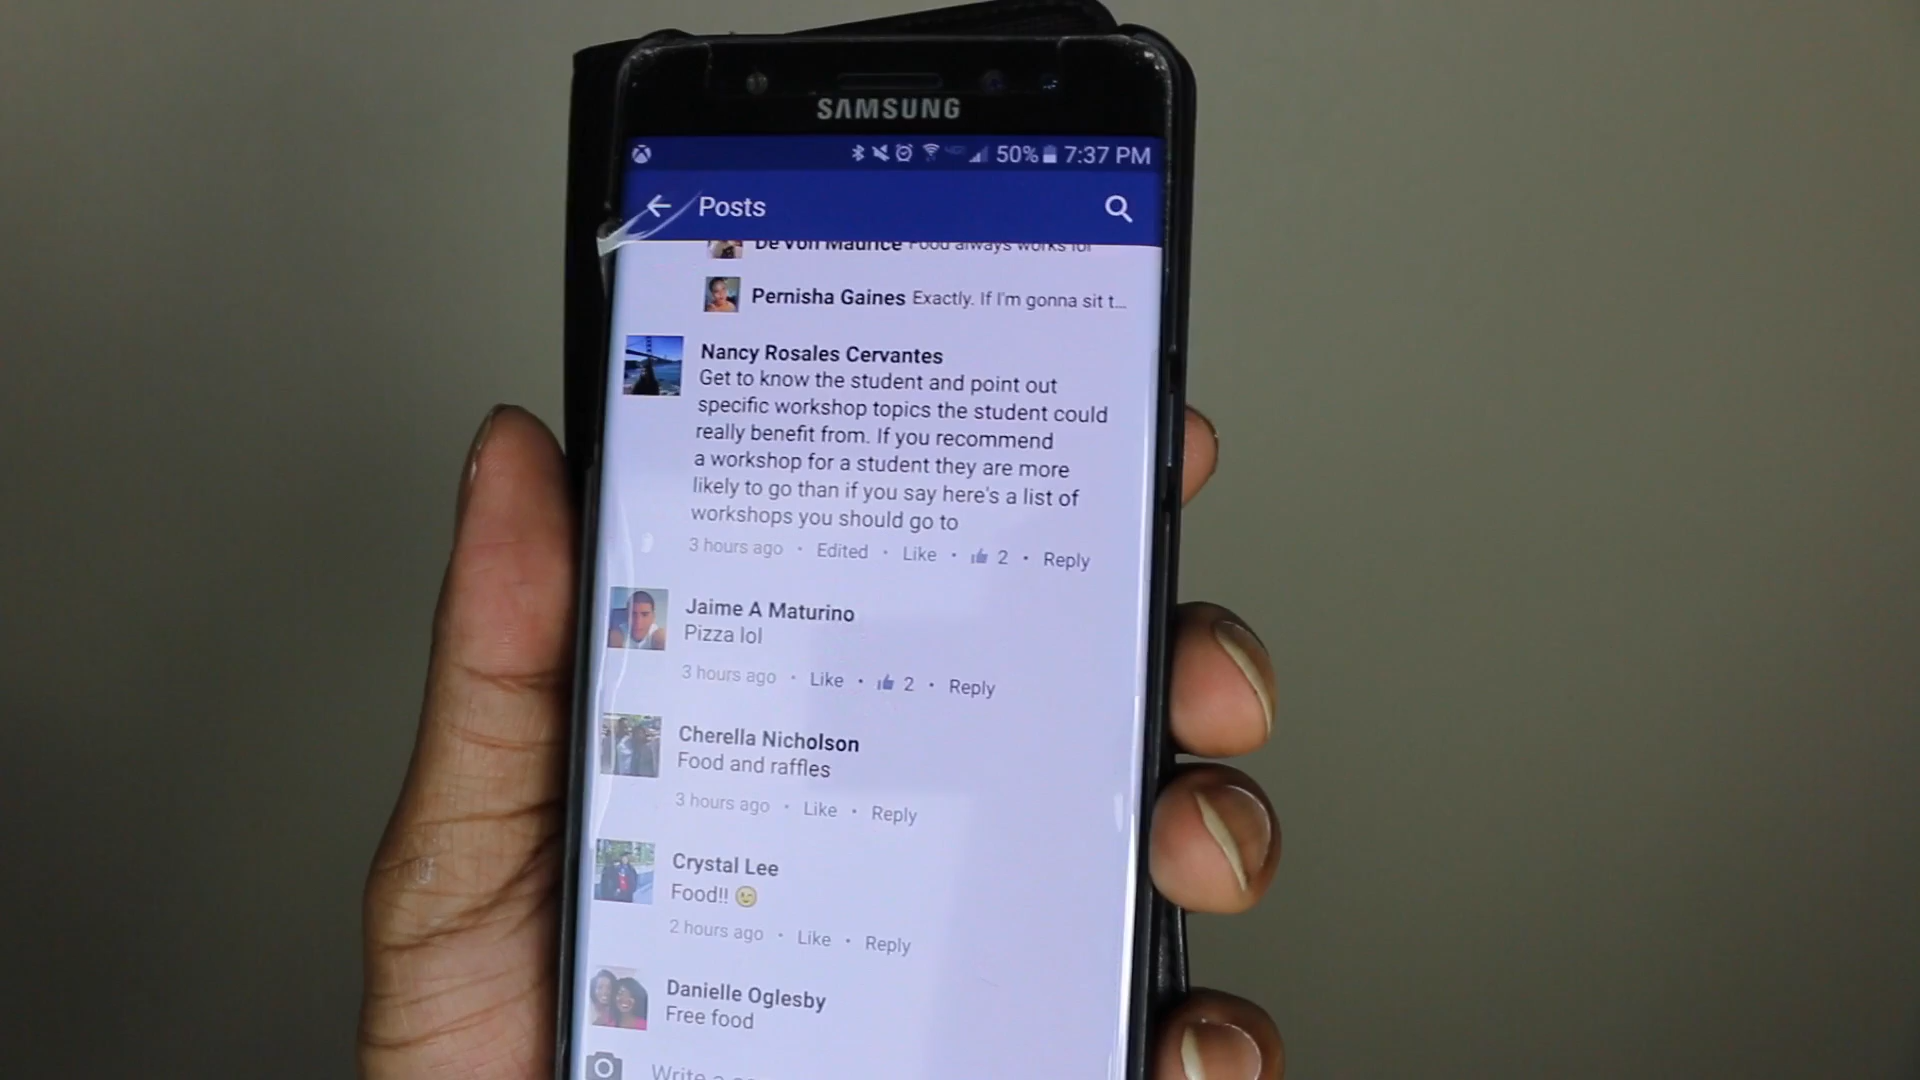 SAMSUNG
50% 7:37 PM
Posts
De'Von Maurice Food always works lol
Pernisha Gaines Exactly. If I'm gonna sit t...
Nancy Rosales Cervantes
Get to know the student and point out
specific workshop topics the student could
really benefit from. If you recommend
a workshop for a student they are more
likely to go than if you say here's a list of
workshops you should go to
3 hours ago · Edited · Like · 2 · Reply
Jaime A Maturino
Pizza lol
3 hours ago · Like · 2 · Reply
Cherella Nicholson
Food and raffles
3 hours ago · Like · Reply
Crystal Lee
Food!! 😉
2 hours ago · Like · Reply
Danielle Oglesby
Free food
Write a